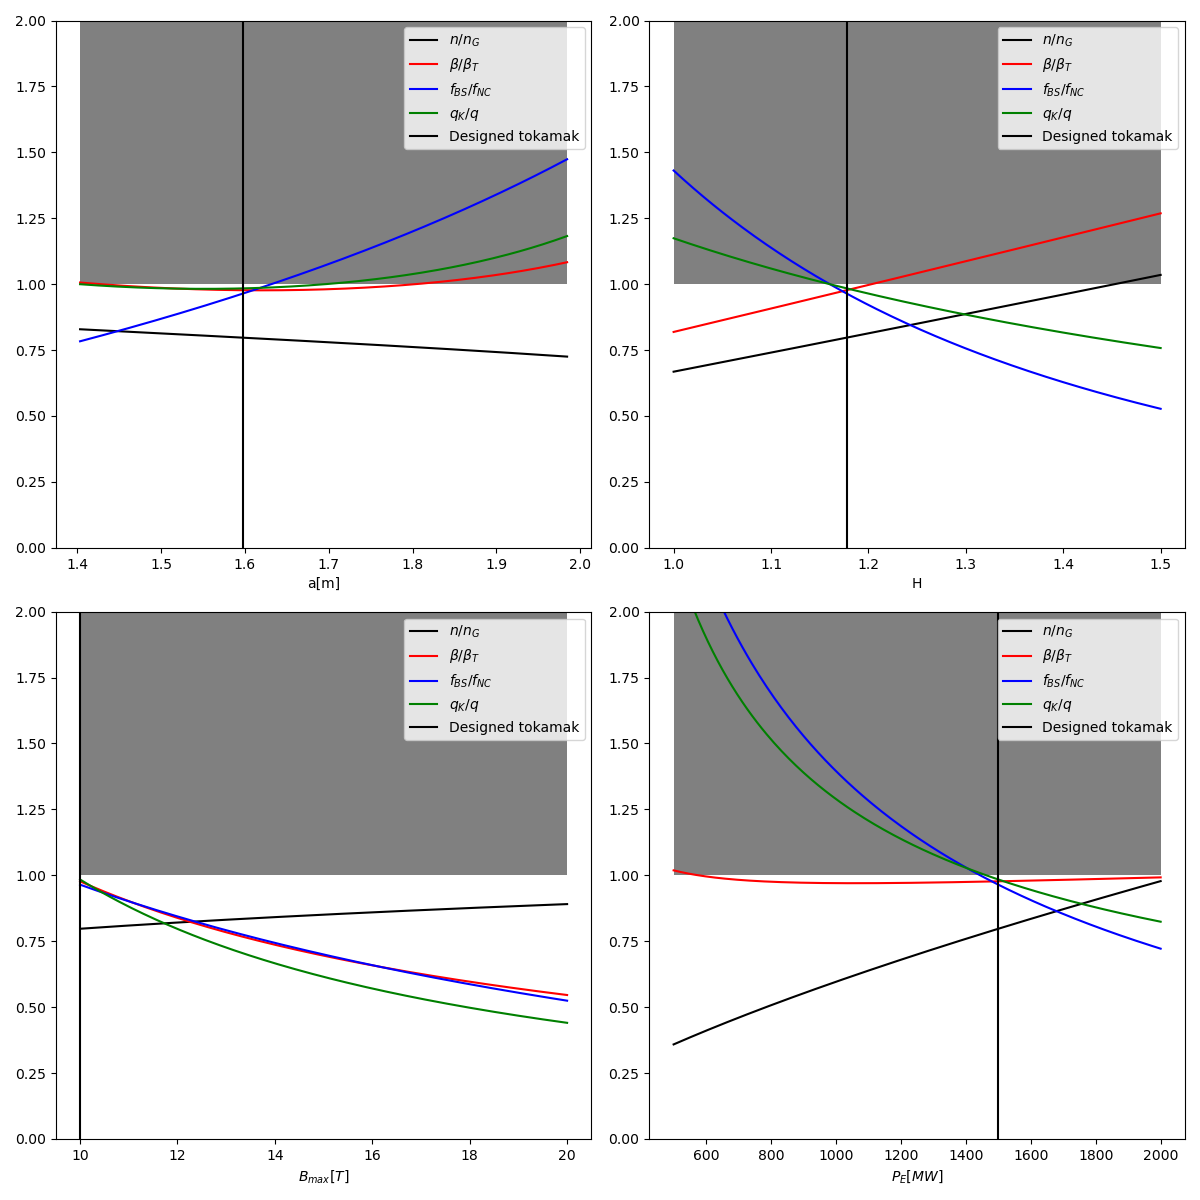 2.00
1.75
1.50
1.25
1.00
0.75
0.50
0.25
0.00
n/n_G
β/β_T
f_BS/f_NC
q_K/q
Designed tokamak
1.4 1.5 1.6 1.7 1.8 1.9 2.0
a[m]
2.00
1.75
1.50
1.25
1.00
0.75
0.50
0.25
0.00
n/n_G
β/β_T
f_BS/f_NC
q_K/q
Designed tokamak
1.0 1.1 1.2 1.3 1.4 1.5
H
2.00
1.75
1.50
1.25
1.00
0.75
0.50
0.25
0.00
n/n_G
β/β_T
f_BS/f_NC
q_K/q
Designed tokamak
10 12 14 16 18 20
B_max[T]
2.00
1.75
1.50
1.25
1.00
0.75
0.50
0.25
0.00
n/n_G
β/β_T
f_BS/f_NC
q_K/q
Designed tokamak
600 800 1000 1200 1400 1600 1800 2000
P_E[MW]